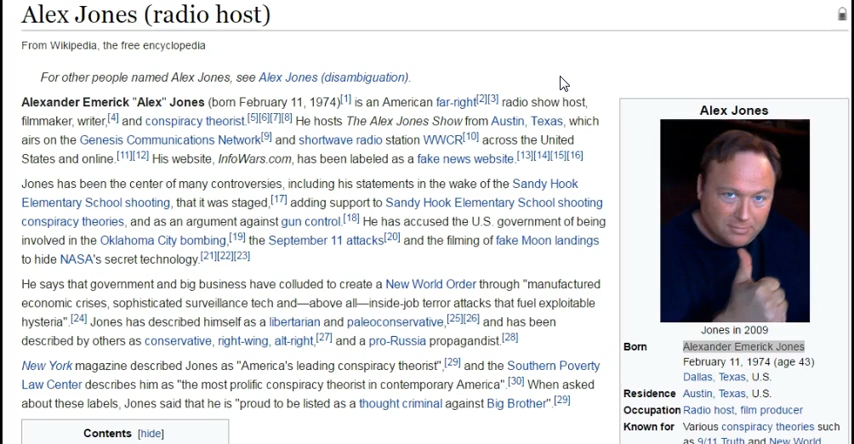 Alex Jones (radio host)
From Wikipedia, the free encyclopedia
For other people named Alex Jones, see Alex Jones (disambiguation).
Alexander Emerick "Alex" Jones (born February 11, 1974)[1] is an American far-right[2][3] radio show host,
filmmaker, writer,[4] and conspiracy theorist.[5][6][7][8] He hosts The Alex Jones Show from Austin, Texas, which
airs on the Genesis Communications Network[9] and shortwave radio station WWCR[10] across the United
States and online.[11][12] His website, InfoWars.com, has been labeled as a fake news website.[13][14][15][16]
Jones has been the center of many controversies, including his statements in the wake of the Sandy Hook
Elementary School shooting, that it was staged,[17] adding support to Sandy Hook Elementary School shooting
conspiracy theories, and as an argument against gun control.[18] He has accused the U.S. government of being
involved in the Oklahoma City bombing,[19] the September 11 attacks[20] and the filming of fake Moon landings
to hide NASA's secret technology.[21][22][23]
He says that government and big business have colluded to create a New World Order through "manufactured
economic crises, sophisticated surveillance tech and—above all—inside-job terror attacks that fuel exploitable
hysteria".[24] Jones has described himself as a libertarian and paleoconservative,[25][26] and has been
described by others as conservative, right-wing, alt-right,[27] and a pro-Russia propagandist.[28]
New York magazine described Jones as "America's leading conspiracy theorist",[29] and the Southern Poverty
Law Center describes him as "the most prolific conspiracy theorist in contemporary America".[30] When asked
about these labels, Jones said that he is "proud to be listed as a thought criminal against Big Brother".[29]
Contents [hide]
Alex Jones
Jones in 2009
Born Alexander Emerick Jones
February 11, 1974 (age 43)
Dallas, Texas, U.S.
Residence Austin, Texas, U.S.
Occupation Radio host, film producer
Known for Various conspiracy theories such
as 9/11 Truth and New World